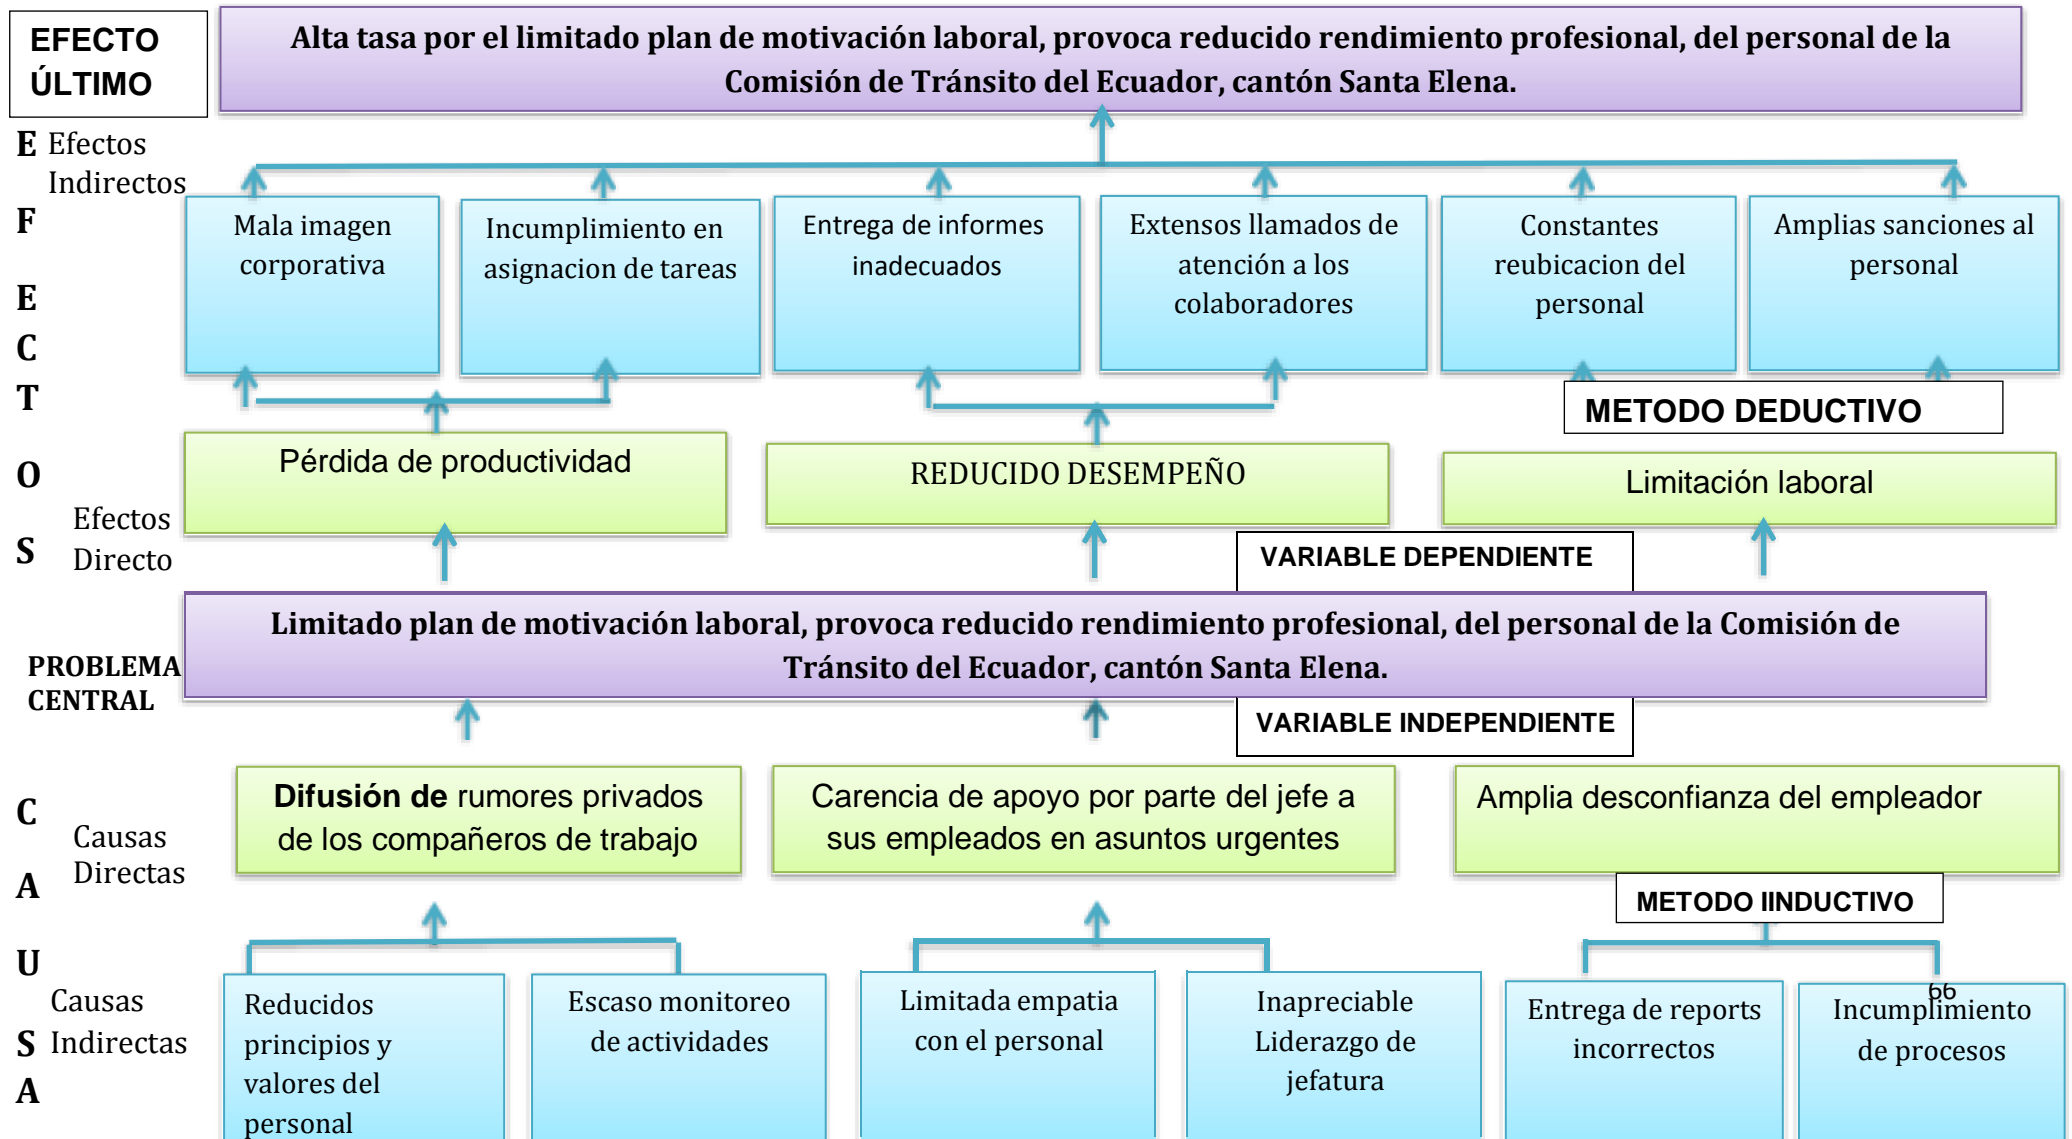 EFECTO
ÚLTIMO
Alta tasa por el limitado plan de motivación laboral, provoca reducido rendimiento profesional, del personal de la
Comisión de Tránsito del Ecuador, cantón Santa Elena.
E
F
E
C
T
O
S
Efectos
Indirectos
Mala imagen
corporativa
Incumplimiento en
asignacion de tareas
Entrega de informes
inadecuados
Extensos llamados de
atención a los
colaboradores
Constantes
reubicacion del
personal
Amplias sanciones al
personal
METODO DEDUCTIVO
Efectos
Directo
Pérdida de productividad
REDUCIDO DESEMPEÑO
Limitación laboral
VARIABLE DEPENDIENTE
PROBLEMA
CENTRAL
Limitado plan de motivación laboral, provoca reducido rendimiento profesional, del personal de la Comisión de
Tránsito del Ecuador, cantón Santa Elena.
VARIABLE INDEPENDIENTE
C
A
U
S
A
Causas
Directas
Difusión de rumores privados
de los compañeros de trabajo
Carencia de apoyo por parte del jefe a
sus empleados en asuntos urgentes
Amplia desconfianza del empleador
METODO IINDUCTIVO
Causas
Indirectas
Reducidos
principios y
valores del
personal
Escaso monitoreo
de actividades
Limitada empatia
con el personal
Inapreciable
Liderazgo de
jefatura
Entrega de reports
incorrectos
66
Incumplimiento
de procesos